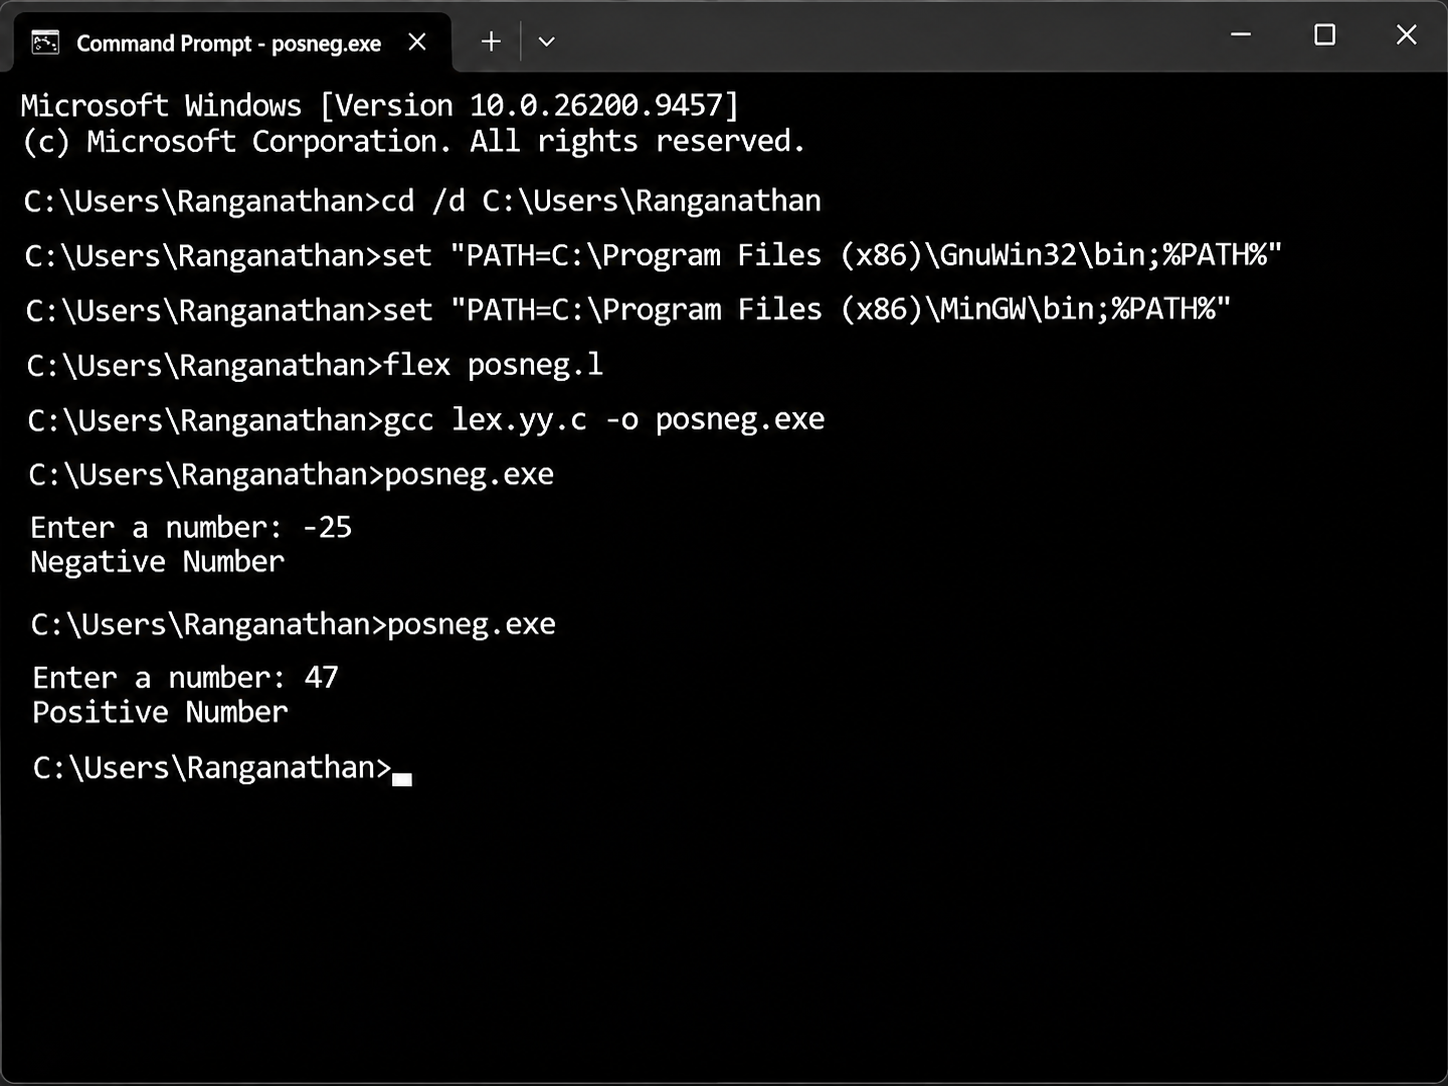 Command Prompt - posneg.exe
Microsoft Windows [Version 10.0.26200.9457]
(c) Microsoft Corporation. All rights reserved.
C:\Users\Ranganathan>cd /d C:\Users\Ranganathan
C:\Users\Ranganathan>set "PATH=C:\Program Files (x86)\GnuWin32\bin;%PATH%"
C:\Users\Ranganathan>set "PATH=C:\Program Files (x86)\MinGW\bin;%PATH%"
C:\Users\Ranganathan>flex posneg.l
C:\Users\Ranganathan>gcc lex.yy.c -o posneg.exe
C:\Users\Ranganathan>posneg.exe
Enter a number: -25
Negative Number
C:\Users\Ranganathan>posneg.exe
Enter a number: 47
Positive Number
C:\Users\Ranganathan>